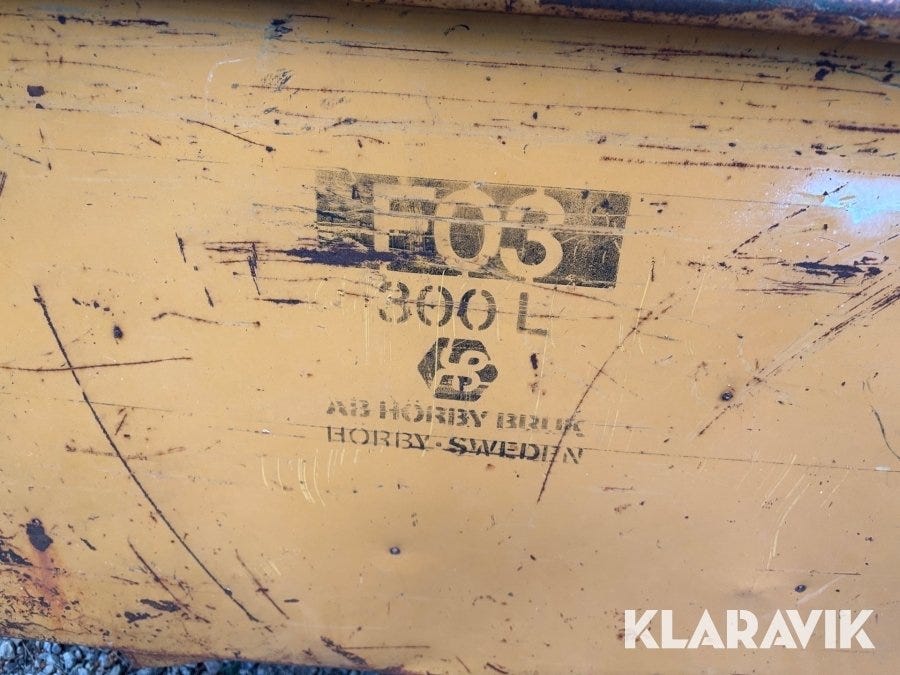 F03
300 L
AB HÖRBY BRUK
HÖRBY · SWEDEN
KLARAVIK